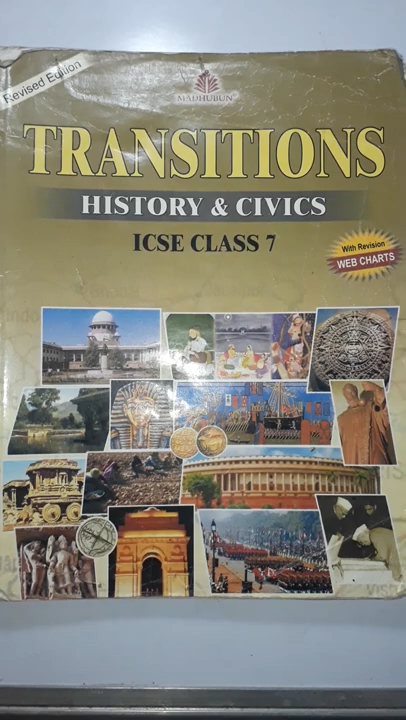 Revised Edition
MADHUBUN
TRANSITIONS
HISTORY & CIVICS
ICSE CLASS 7
With Revision
WEB CHARTS